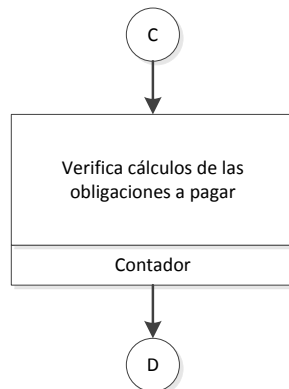 C
Verifica cálculos de las
obligaciones a pagar
Contador
D